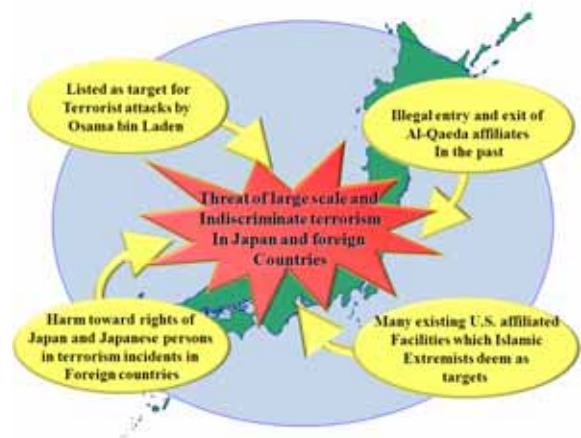 Listed as target for
Terrorist attacks by
Osama bin Laden
Illegal entry and exit of
Al-Qaeda affiliates
In the past
Threat of large scale and
Indiscriminate terrorism
In Japan and foreign
Countries
Harm toward rights of
Japan and Japanese persons
in terrorism incidents in
Foreign countries
Many existing U.S. affiliated
Facilities which Islamic
Extremists deem as
targets